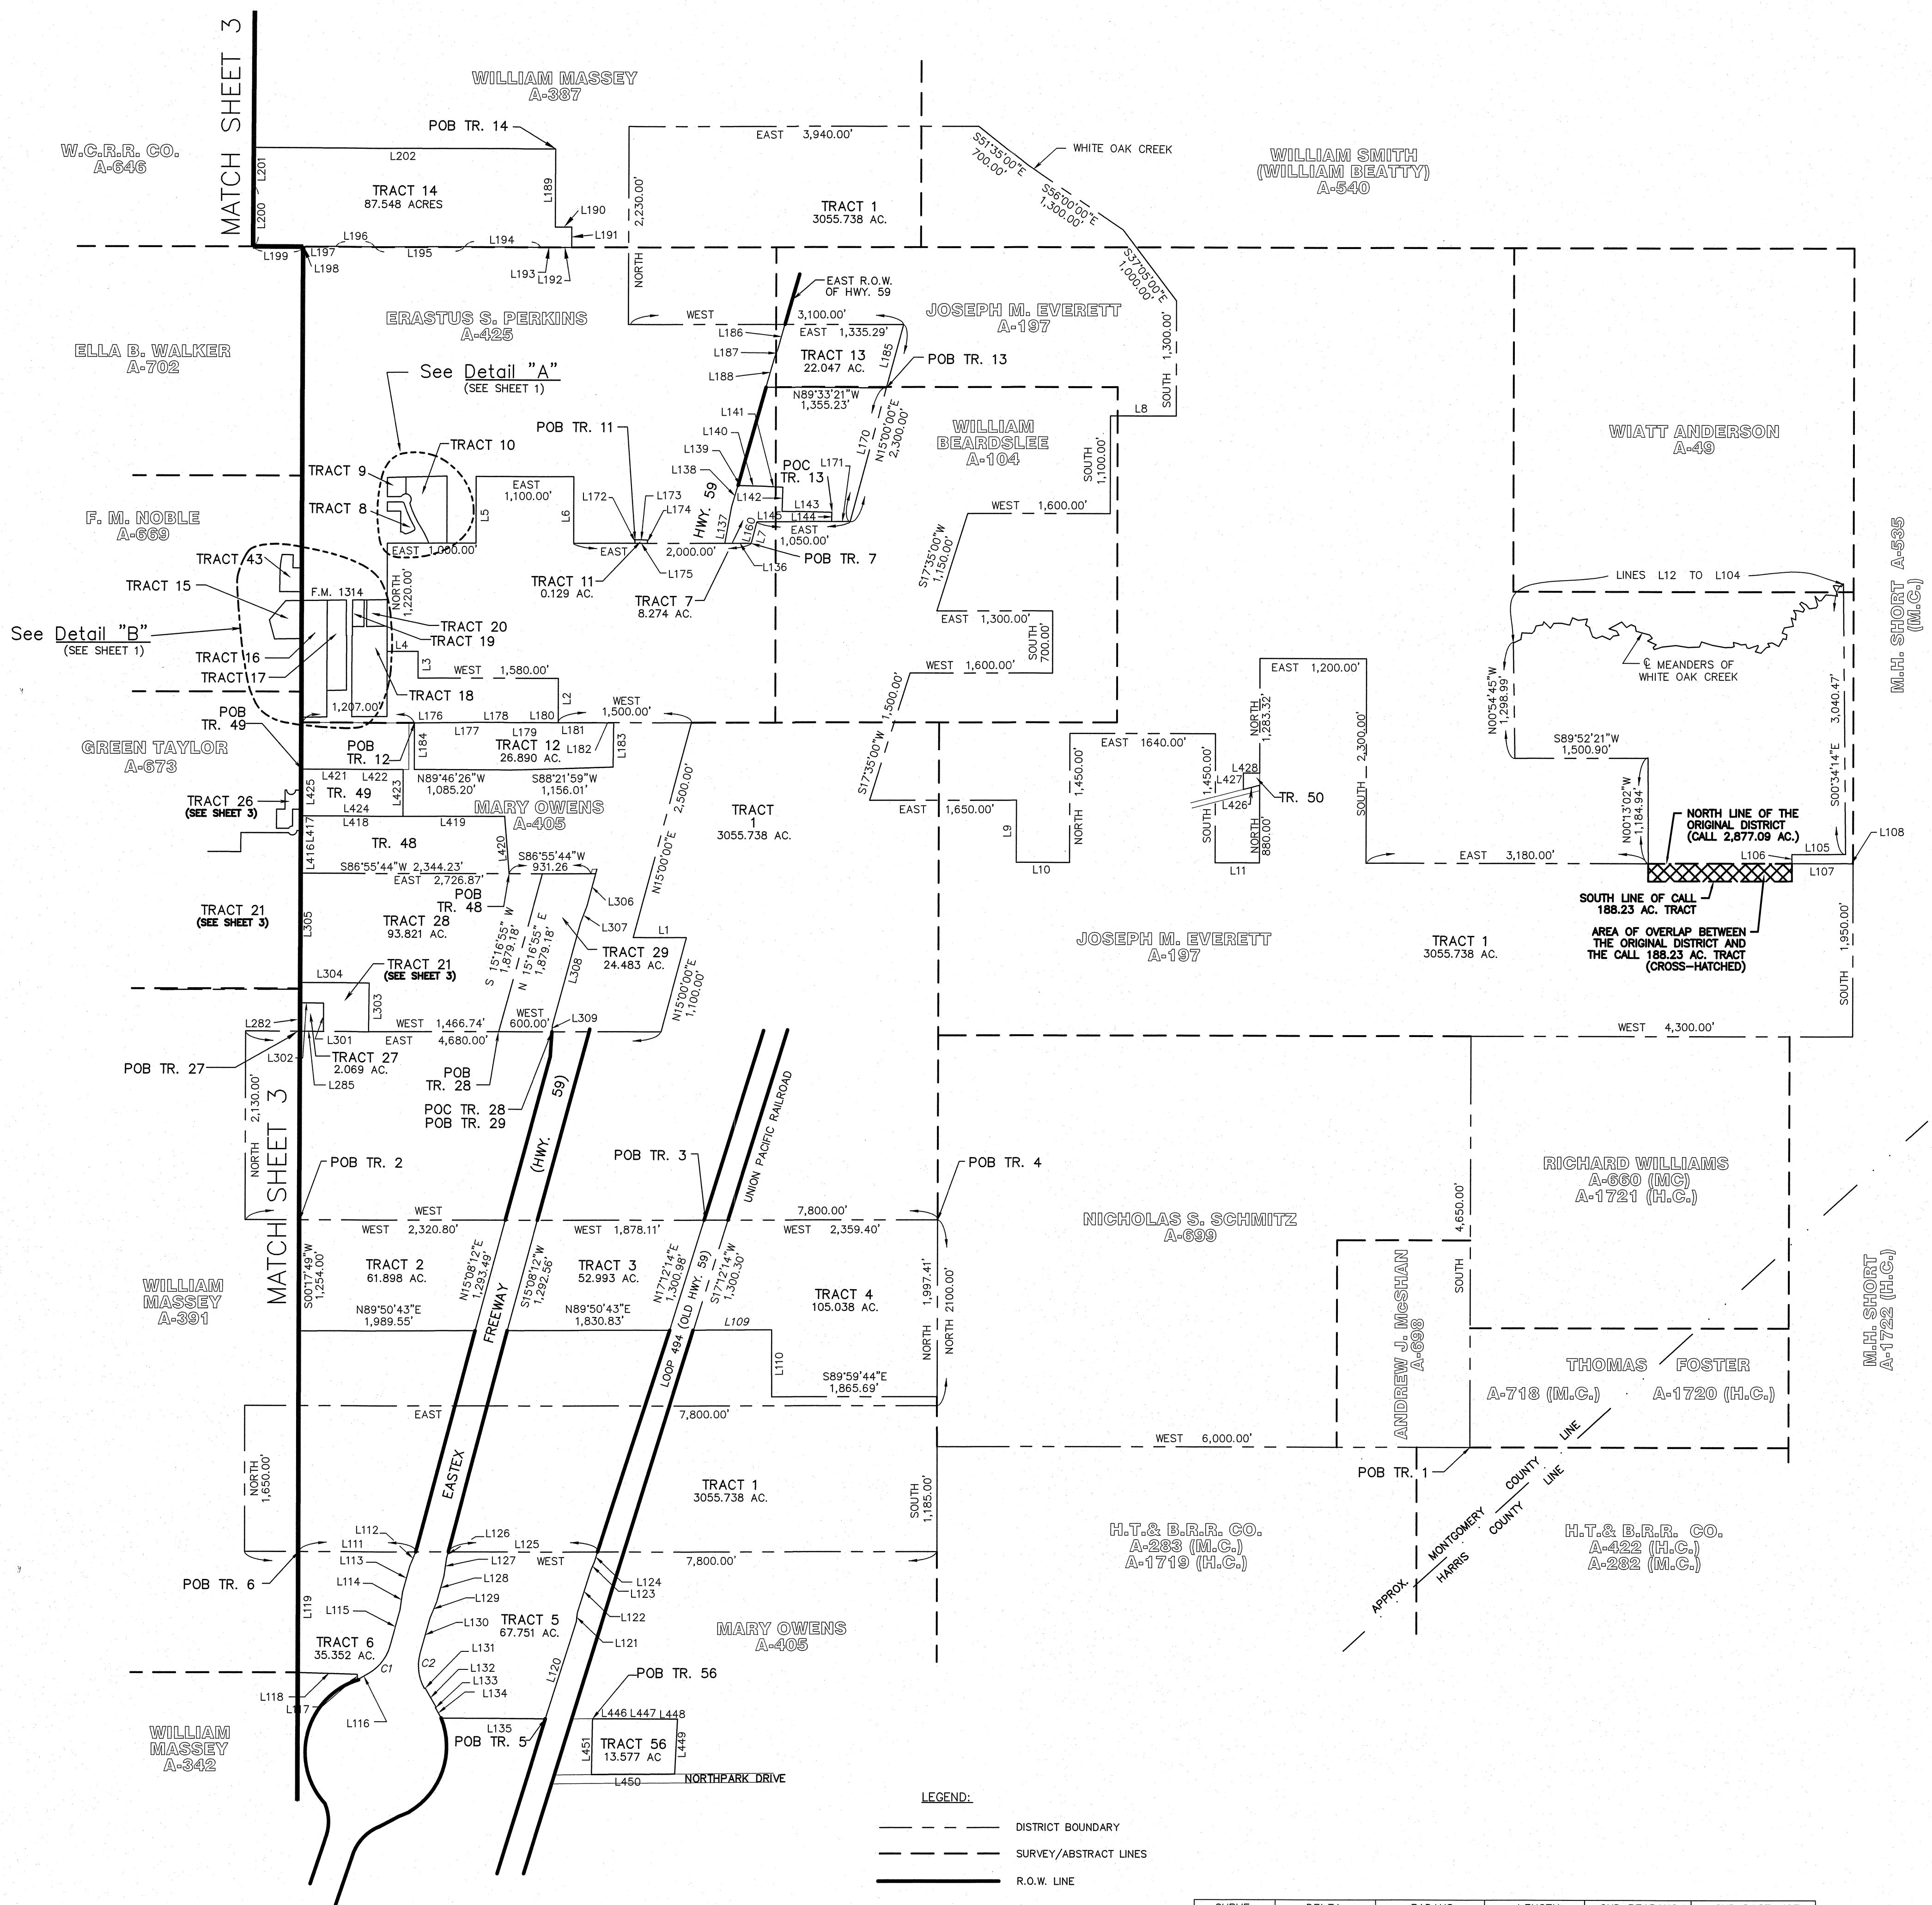 MATCH SHEET 3
WILLIAM MASSEY
A-387
POB TR. 14
W.C.R.R. CO.
A-646
L201
L202
L189
TRACT 14
87.548 ACRES
L200
L190
L191
L199
L197
L198
L196
L195
L194
L193
L192
EAST 3,940.00'
NORTH 2,230.00'
TRACT 1
3055.738 AC.
S51°35'00"E
700.00'
WHITE OAK CREEK
S56°00'00"E
1,300.00'
S37°05'00"E
1,000.00'
SOUTH 1,300.00'
WILLIAM SMITH
(WILLIAM BEATTY)
A-540
ERASTUS S. PERKINS
A-425
EAST R.O.W.
OF HWY. 59
JOSEPH M. EVERETT
A-197
WEST 3,100.00'
EAST 1,335.29'
L186
L187
L188
TRACT 13
22.047 AC.
L185
POB TR. 13
N89°33'21"W
1,355.23'
ELLA B. WALKER
A-702
See Detail "A"
(SEE SHEET 1)
L141
L140
L139
L138
POB TR. 11
L170
N15°00'00"E
2,300.00'
WILLIAM
BEARDSLEE
A-104
L8
SOUTH
1,100.00'
WIATT ANDERSON
A-49
TRACT 10
TRACT 9
TRACT 8
EAST
1,100.00'
L5
L6
L172
L173
L174
L175
HWY. 59
POC
TR. 13
L171
L142
L143
L144
L145
L137
L160
L7
EAST
1,050.00'
POB TR. 7
L136
EAST 1,000.00'
EAST 2,000.00'
TRACT 11
0.129 AC.
TRACT 7
8.274 AC.
WEST 1,600.00'
S17°35'00"W
1,150.00'
EAST 1,300.00'
SOUTH
700.00'
WEST 1,600.00'
S17°35'00"W 1,500.00'
F. M. NOBLE
A-669
TRACT 43
TRACT 15
F.M. 1314
NORTH
1,220.00'
See Detail "B"
(SEE SHEET 1)
TRACT 20
TRACT 19
TRACT 16
TRACT 17
TRACT 18
L4
L3
WEST 1,580.00'
L2
WEST
1,500.00'
LINES L12 TO L104
℄ MEANDERS OF
WHITE OAK CREEK
M.H. SHORT A-535
(M.C.)
N00°54'45"W
1,298.99'
S89°52'21"W
1,500.90'
N00°13'02"W
1,184.94'
S00°34'14"E 3,040.47'
POB
TR. 49
1,207.00'
L176
L178
L180
L177
L179
L181
L182
L183
L184
POB
TR. 12
TRACT 12
26.890 AC.
GREEN TAYLOR
A-673
L421
L422
L425
TR. 49
L423
L424
N89°46'26"W
1,085.20'
S88°21'59"W
1,156.01'
MARY OWENS
A-405
TRACT
1
3055.738 AC.
N15°00'00"E 2,500.00'
EAST 1,650.00'
L9
L10
NORTH 1,450.00'
EAST 1640.00'
SOUTH 1,450.00'
L11
NORTH
880.00'
L426
L427
L428
TR. 50
NORTH
1,283.32'
EAST 1,200.00'
SOUTH 2,300.00'
EAST 3,180.00'
NORTH LINE OF THE
ORIGINAL DISTRICT
(CALL 2,877.09 AC.)
L105
L106
L107
L108
SOUTH LINE OF CALL
188.23 AC. TRACT
AREA OF OVERLAP BETWEEN
THE ORIGINAL DISTRICT AND
THE CALL 188.23 AC. TRACT
(CROSS-HATCHED)
TRACT 26
(SEE SHEET 3)
L417
L416
L418
L419
L420
TR. 48
S86°55'44"W 2,344.23'
EAST 2,726.87'
S86°55'44"W
931.26
POB
TR. 48
L306
L307
L308
TRACT 21
(SEE SHEET 3)
L305
TRACT 28
93.821 AC.
S 15°16'55" W
1,879.18'
N 15°16'55" E
1,879.18'
TRACT 29
24.483 AC.
L1
N15°00'00"E
1,100.00'
L304
L303
TRACT 21
(SEE SHEET 3)
JOSEPH M. EVERETT
A-197
TRACT 1
3055.738 AC.
SOUTH 1,950.00'
WEST 4,300.00'
L282
L302
L301
L285
TRACT 27
2.069 AC.
POB TR. 27
WEST 1,466.74'
WEST
600.00'
L309
EAST 4,680.00'
POB
TR. 28
POC TR. 28
POB TR. 29
NORTH 2,130.00'
MATCH SHEET 3
POB TR. 2
POB TR. 3
POB TR. 4
UNION PACIFIC RAILROAD
EASTEX FREEWAY (HWY. 59)
WEST 7,800.00'
WEST 2,320.80'
WEST 1,878.11'
WEST 2,359.40'
TRACT 2
61.898 AC.
TRACT 3
52.993 AC.
TRACT 4
105.038 AC.
S00°17'49"W
1,254.00'
N15°08'12"E
1,293.49'
S15°08'12"W
1,292.56'
N17°12'14"E
1,300.98'
S17°12'14"W
1,300.30'
LOOP 494 (OLD HWY. 59)
NORTH 1,997.41'
NORTH 2100.00'
N89°50'43"E
1,989.55'
N89°50'43"E
1,830.83'
L109
L110
S89°59'44"E
1,865.69'
WILLIAM
MASSEY
A-391
NICHOLAS S. SCHMITZ
A-699
RICHARD WILLIAMS
A-660 (MC)
A-1721 (H.C.)
SOUTH 4,650.00'
ANDREW J. McSHAN
A-698
THOMAS FOSTER
A-718 (M.C.) A-1720 (H.C.)
M.H. SHORT
A-1722 (H.C.)
EAST 7,800.00'
NORTH
1,650.00'
TRACT 1
3055.738 AC.
SOUTH
1,185.00'
WEST 6,000.00'
POB TR. 1
APPROX. MONTGOMERY COUNTY LINE
HARRIS COUNTY LINE
H.T.& B.R.R. CO.
A-283 (M.C.)
A-1719 (H.C.)
H.T.& B.R.R. CO.
A-422 (H.C.)
A-282 (M.C.)
L112
L111
L113
L114
L115
L126
L125
L127
L128
L129
L130
L131
L132
L133
L134
WEST 7,800.00'
L124
L123
L122
L121
L120
POB TR. 6
L119
TRACT 6
35.352 AC.
C1
C2
TRACT 5
67.751 AC.
MARY OWENS
A-405
L118
L117
L116
L135
POB TR. 5
POB TR. 56
L446 L447 L448
L451
L449
TRACT 56
13.577 AC
L450
NORTHPARK DRIVE
WILLIAM
MASSEY
A-342
LEGEND:
DISTRICT BOUNDARY
SURVEY/ABSTRACT LINES
R.O.W. LINE